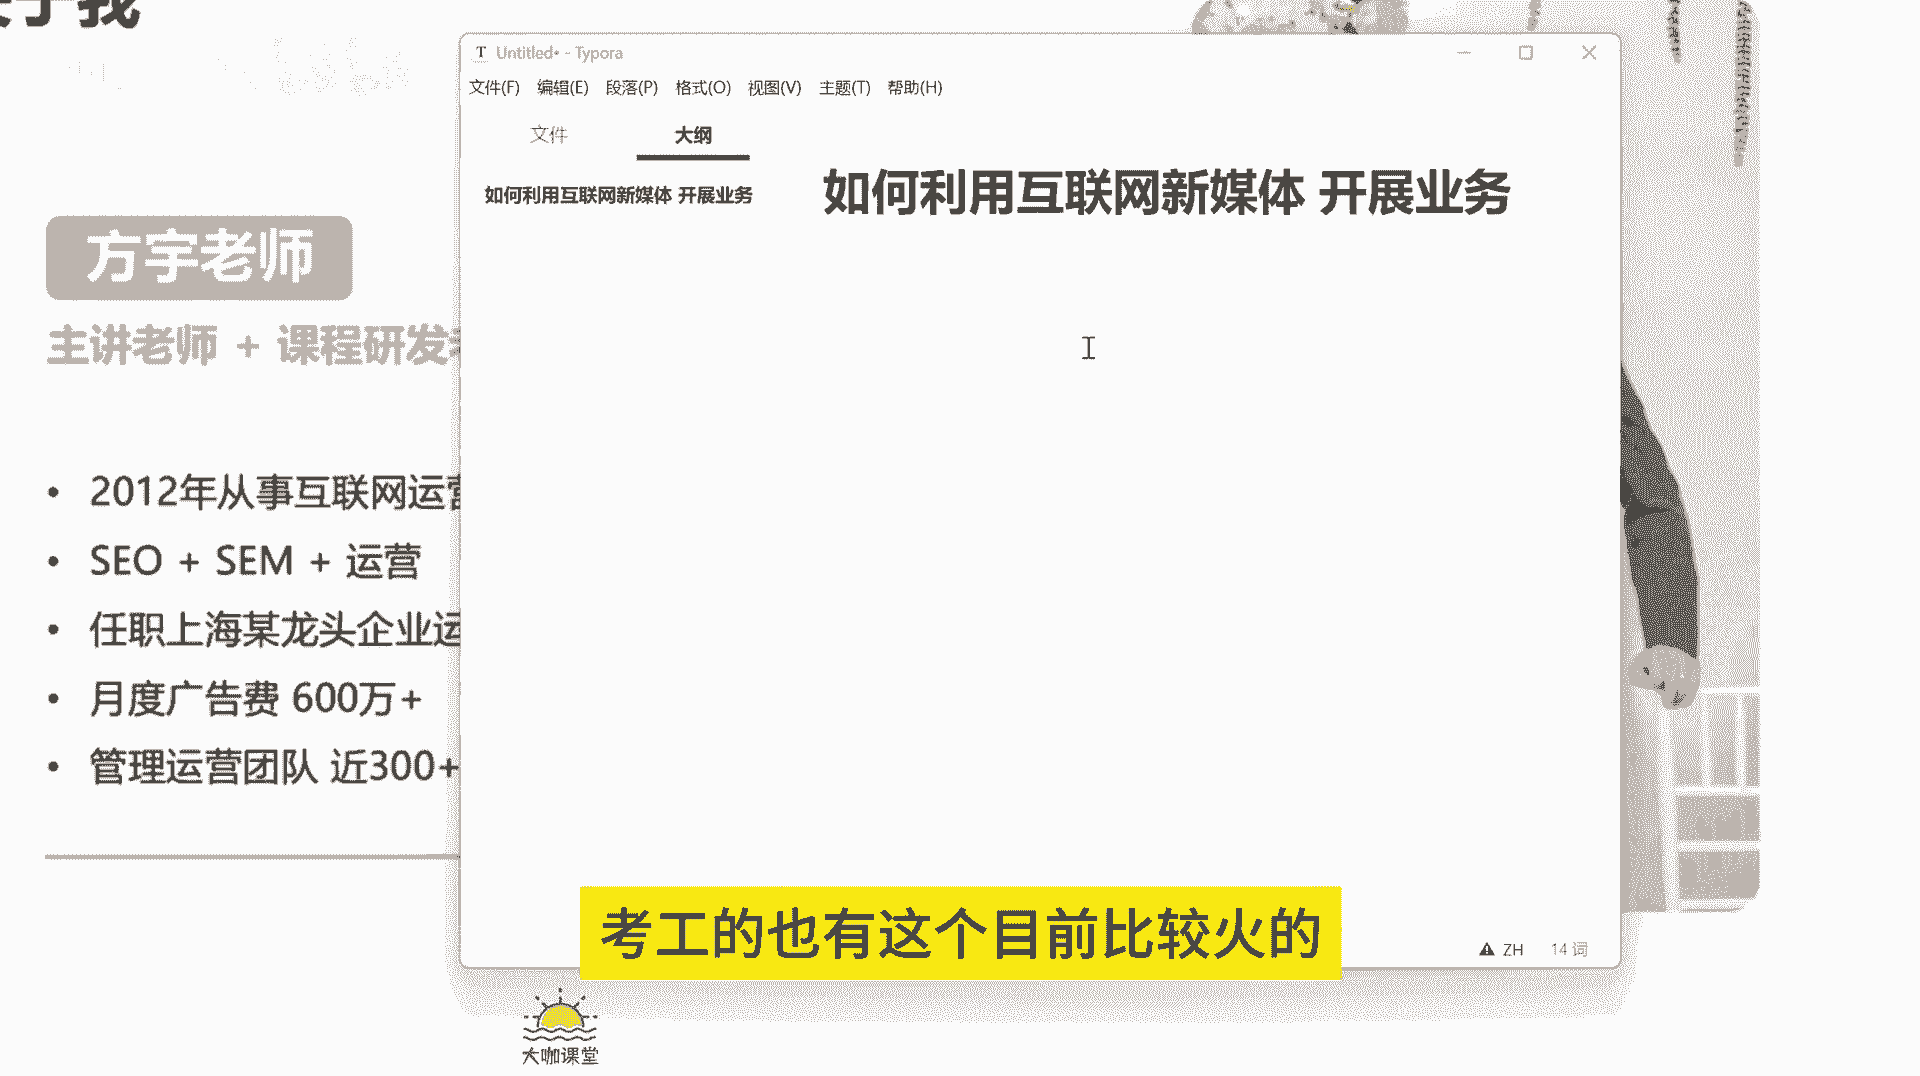 于我
T Untitled• - Typora
文件(F) 编辑(E) 段落(P) 格式(O) 视图(V) 主题(T) 帮助(H)
文件 大纲
如何利用互联网新媒体 开展业务
如何利用互联网新媒体 开展业务
方宇老师
主讲老师 + 课程研发
• 2012年从事互联网运营
• SEO + SEM + 运营
• 任职上海某龙头企业运
• 月度广告费 600万+
• 管理运营团队 近300+
考工的也有这个目前比较火的
ZH 14 词
大咖课堂